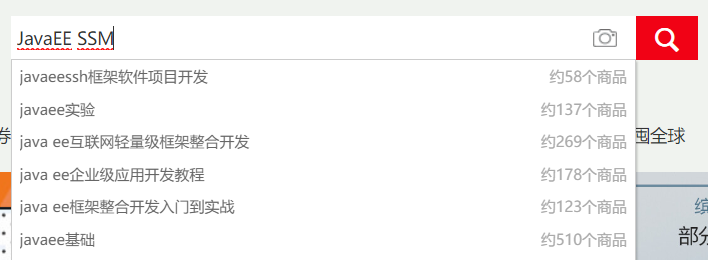 JavaEE SSM
javaeessh框架软件项目开发 约58个商品
javaee实验 约137个商品
券 囤全球
java ee互联网轻量级框架整合开发 约269个商品
java ee企业级应用开发教程 约178个商品
java ee框架整合开发入门到实战 约123个商品
缤
部分
javaee基础 约510个商品